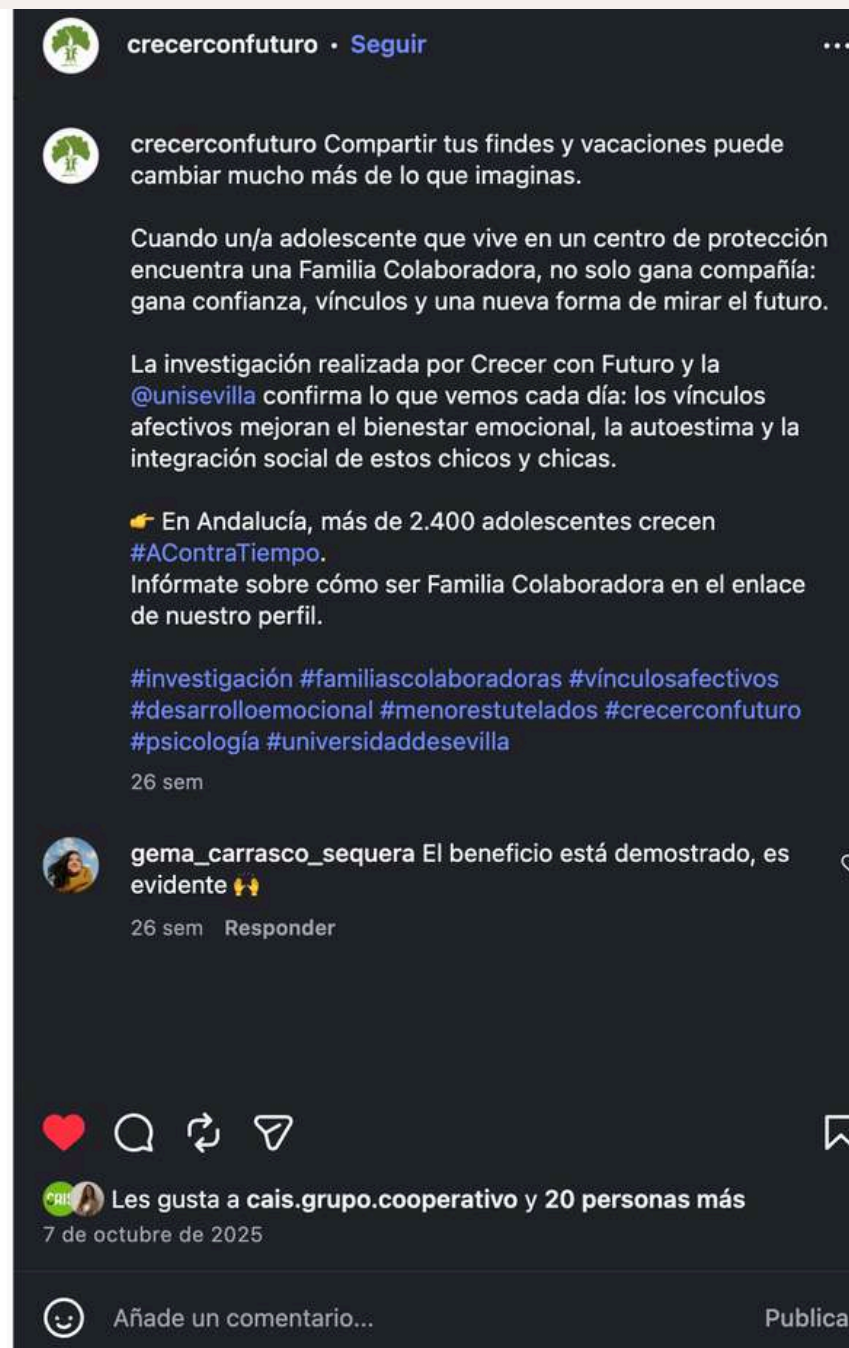 crecerconfuturo • Seguir
crecerconfuturo Compartir tus findes y vacaciones puede
cambiar mucho más de lo que imaginas.
Cuando un/a adolescente que vive en un centro de protección
encuentra una Familia Colaboradora, no solo gana compañía:
gana confianza, vínculos y una nueva forma de mirar el futuro.
La investigación realizada por Crecer con Futuro y la
@unisevilla confirma lo que vemos cada día: los vínculos
afectivos mejoran el bienestar emocional, la autoestima y la
integración social de estos chicos y chicas.
👉 En Andalucía, más de 2.400 adolescentes crecen
#AContraTiempo.
Infórmate sobre cómo ser Familia Colaboradora en el enlace
de nuestro perfil.
#investigación #familiascolaboradoras #vínculosafectivos
#desarrolloemocional #menorestutelados #crecerconfuturo
#psicología #universidaddesevilla
26 sem
gema_carrasco_sequera El beneficio está demostrado, es
evidente 🙌
26 sem Responder
CAIS
Les gusta a cais.grupo.cooperativo y 20 personas más
7 de octubre de 2025
Añade un comentario...
Publica